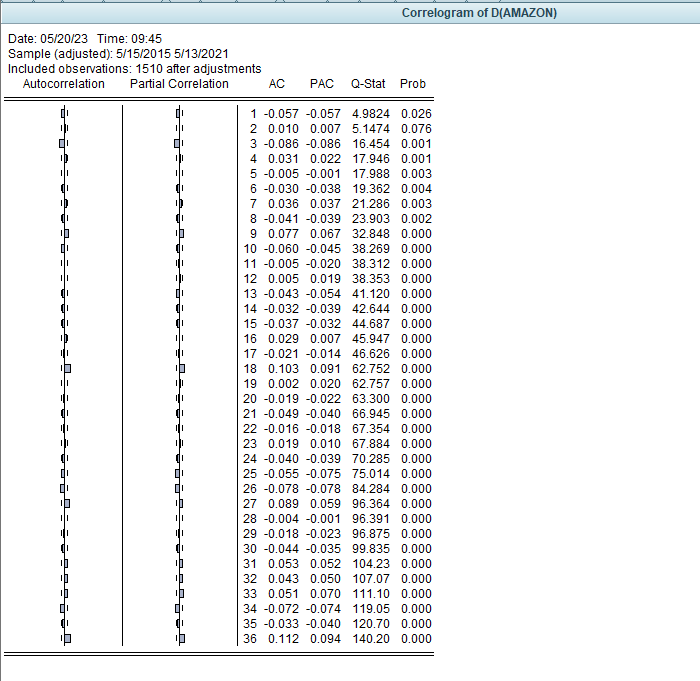 Correlogram of D(AMAZON)
Date: 05/20/23 Time: 09:45
Sample (adjusted): 5/15/2015 5/13/2021
Included observations: 1510 after adjustments
Autocorrelation Partial Correlation AC PAC Q-Stat Prob
1 -0.057 -0.057 4.9824 0.026
2 0.010 0.007 5.1474 0.076
3 -0.086 -0.086 16.454 0.001
4 0.031 0.022 17.946 0.001
5 -0.005 -0.001 17.988 0.003
6 -0.030 -0.038 19.362 0.004
7 0.036 0.037 21.286 0.003
8 -0.041 -0.039 23.903 0.002
9 0.077 0.067 32.848 0.000
10 -0.060 -0.045 38.269 0.000
11 -0.005 -0.020 38.312 0.000
12 0.005 0.019 38.353 0.000
13 -0.043 -0.054 41.120 0.000
14 -0.032 -0.039 42.644 0.000
15 -0.037 -0.032 44.687 0.000
16 0.029 0.007 45.947 0.000
17 -0.021 -0.014 46.626 0.000
18 0.103 0.091 62.752 0.000
19 0.002 0.020 62.757 0.000
20 -0.019 -0.022 63.300 0.000
21 -0.049 -0.040 66.945 0.000
22 -0.016 -0.018 67.354 0.000
23 0.019 0.010 67.884 0.000
24 -0.040 -0.039 70.285 0.000
25 -0.055 -0.075 75.014 0.000
26 -0.078 -0.078 84.284 0.000
27 0.089 0.059 96.364 0.000
28 -0.004 -0.001 96.391 0.000
29 -0.018 -0.023 96.875 0.000
30 -0.044 -0.035 99.835 0.000
31 0.053 0.052 104.23 0.000
32 0.043 0.050 107.07 0.000
33 0.051 0.070 111.10 0.000
34 -0.072 -0.074 119.05 0.000
35 -0.033 -0.040 120.70 0.000
36 0.112 0.094 140.20 0.000